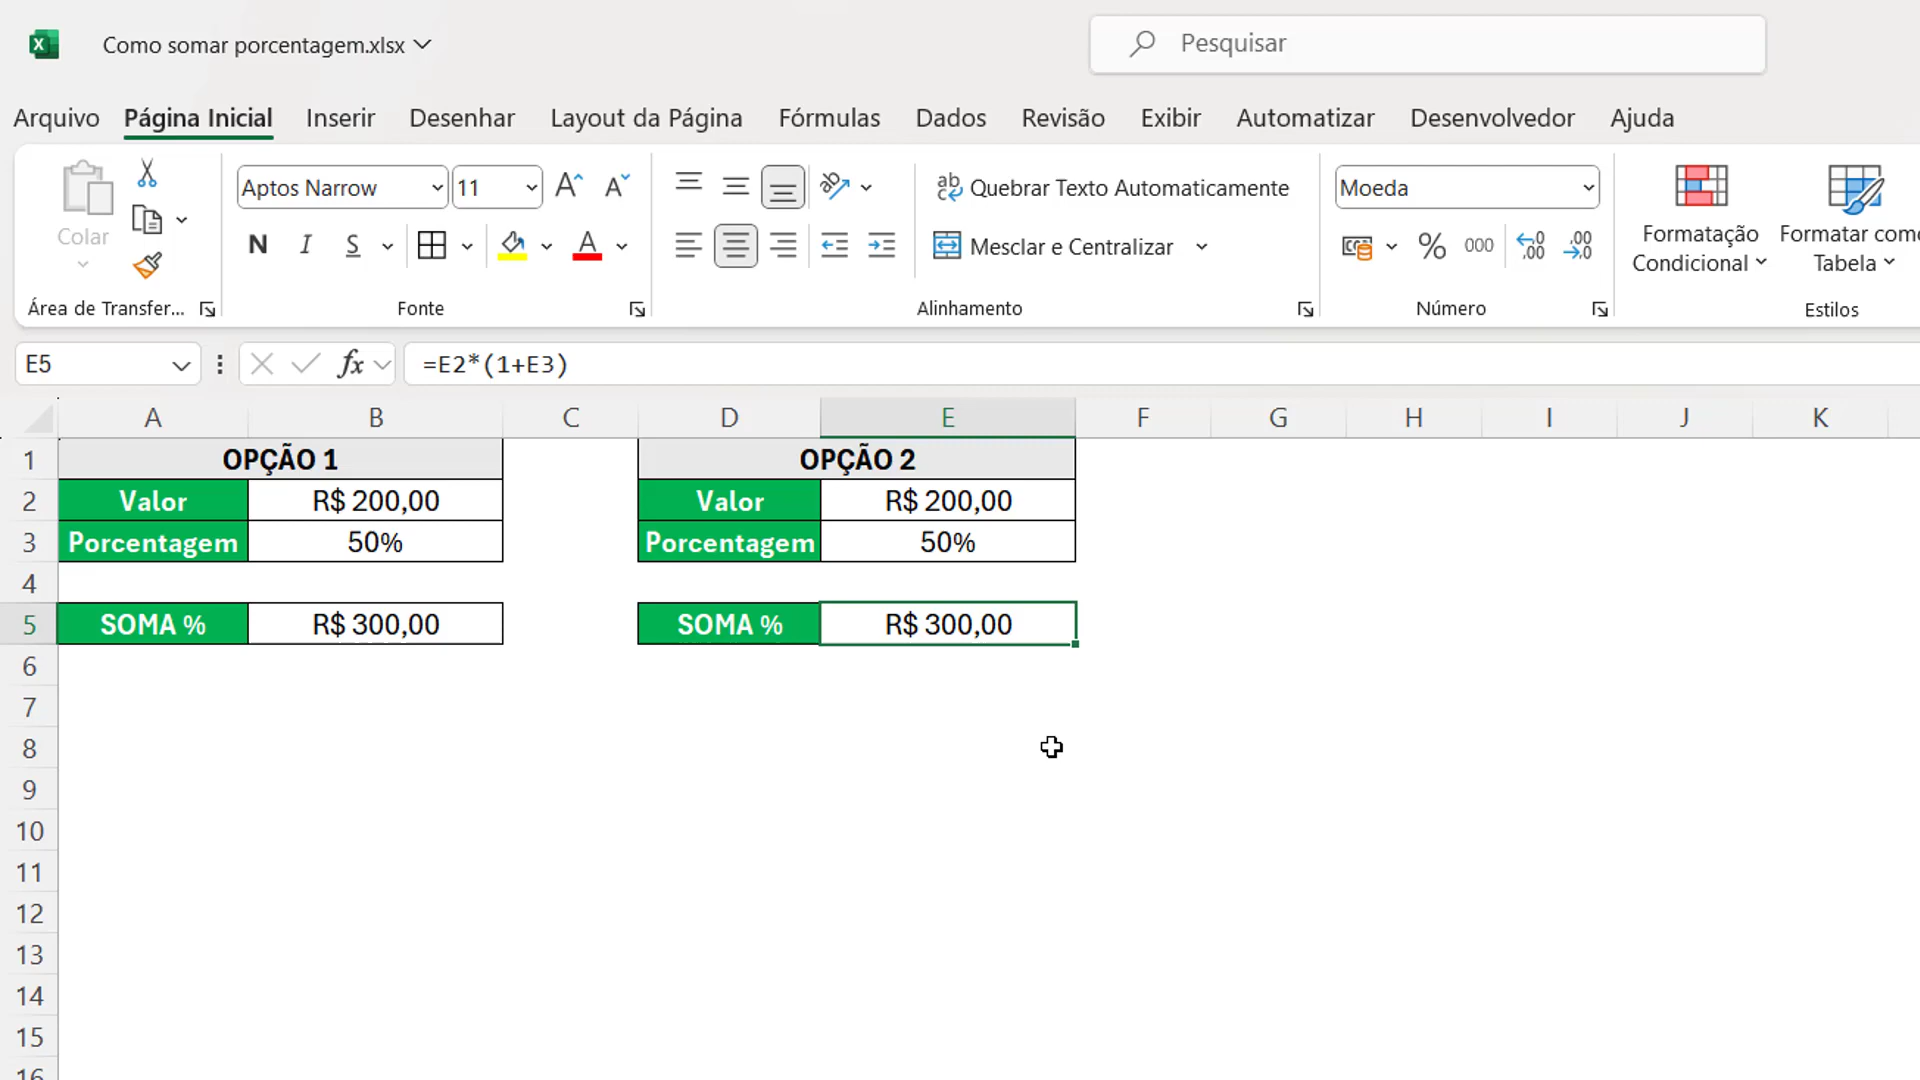 Como somar porcentagem.xlsx
Pesquisar
Arquivo Página Inicial Inserir Desenhar Layout da Página Fórmulas Dados Revisão Exibir Automatizar Desenvolvedor Ajuda
Colar
Área de Transfer...
Aptos Narrow 11
N I S
Fonte
Quebrar Texto Automaticamente
Mesclar e Centralizar
Alinhamento
Moeda
% 000
Número
Formatação Condicional
Formatar como Tabela
Estilos
E5 fx =E2*(1+E3)
A B C D E F G H I J K
1 OPÇÃO 1 OPÇÃO 2
2 Valor R$ 200,00 Valor R$ 200,00
3 Porcentagem 50% Porcentagem 50%
4
5 SOMA % R$ 300,00 SOMA % R$ 300,00
6
7
8
9
10
11
12
13
14
15
16